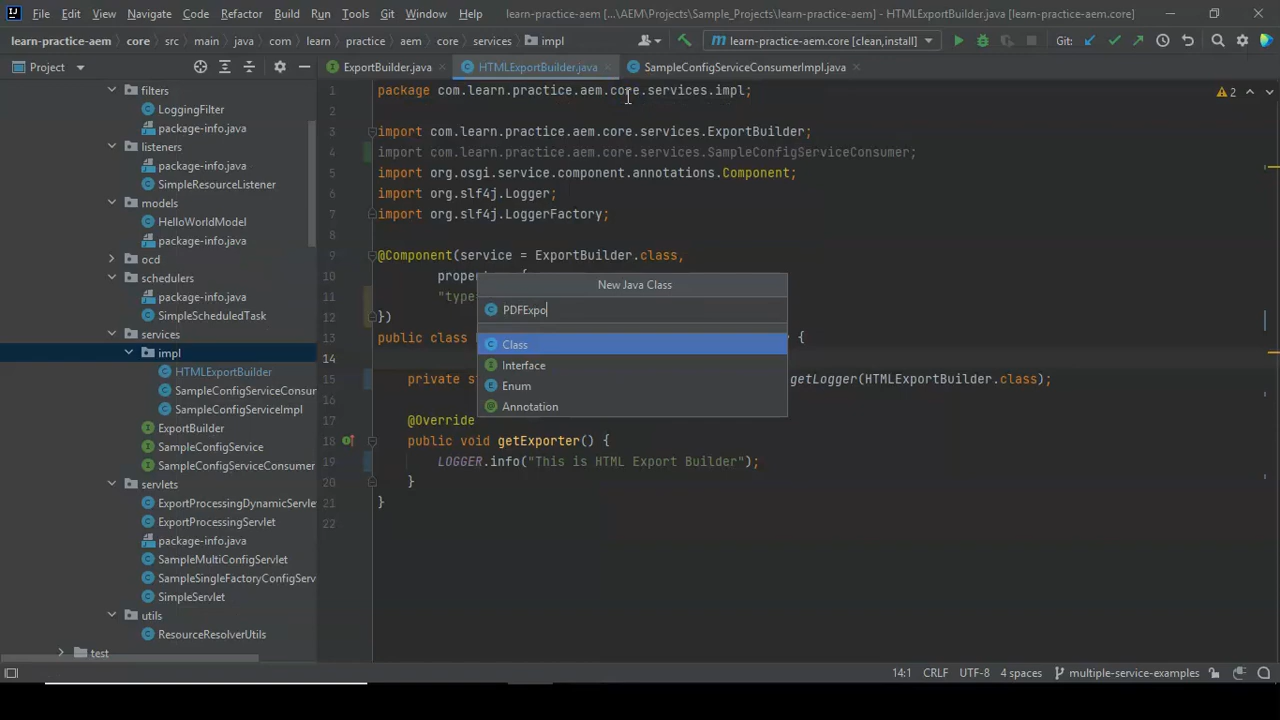 File Edit View Navigate Code Refactor Build Run Tools Git Window Help learn-practice-aem [...\AEM\Projects\Sample_Projects\learn-practice-aem] - HTMLExportBuilder.java [learn-practice-aem.core]
learn-practice-aem core src main java com learn practice aem core services impl learn-practice-aem.core [clean,install] Git:
Project ExportBuilder.java HTMLExportBuilder.java SampleConfigServiceConsumerImpl.java
filters
LoggingFilter
package-info.java
listeners
package-info.java
SimpleResourceListener
models
HelloWorldModel
package-info.java
ocd
schedulers
package-info.java
SimpleScheduledTask
services
impl
HTMLExportBuilder
SampleConfigServiceConsur
SampleConfigServiceImpl
ExportBuilder
SampleConfigService
SampleConfigServiceConsumer
servlets
ExportProcessingDynamicServle
ExportProcessingServlet
package-info.java
SampleMultiConfigServlet
SampleSingleFactoryConfigServ
SimpleServlet
utils
ResourceResolverUtils
test
1 package com.learn.practice.aem.core.services.impl; 2
2
3 import com.learn.practice.aem.core.services.ExportBuilder;
4 import com.learn.practice.aem.core.services.SampleConfigServiceConsumer;
5 import org.osgi.service.component.annotations.Component;
6 import org.slf4j.Logger;
7 import org.slf4j.LoggerFactory;
8
9 @Component(service = ExportBuilder.class,
10
11 "type
12 })
13 public class {
14
15 private s getLogger(HTMLExportBuilder.class);
16
17 @Override
18 public void getExporter() {
19 LOGGER.info("This is HTML Export Builder");
20 }
21 }
22
New Java Class
PDFExpo
Class
Interface
Enum
Annotation
14:1 CRLF UTF-8 4 spaces multiple-service-examples